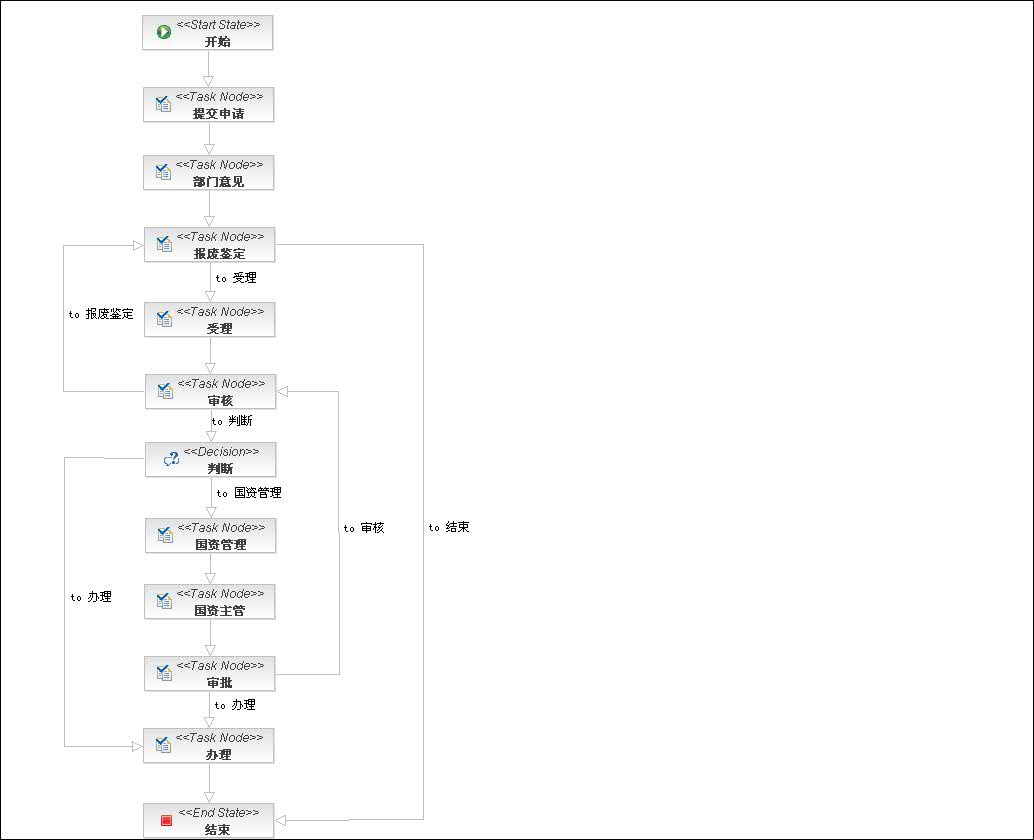 <<Start State>>
开始
<<Task Node>>
提交申请
<<Task Node>>
部门意见
<<Task Node>>
报废鉴定
to 受理
<<Task Node>>
to 报废鉴定
受理
<<Task Node>>
审核
to 判断
<<Decision>>
判断
to 国资管理
<<Task Node>>
to 审核
to 结束
国资管理
<<Task Node>>
to 办理
国资主管
<<Task Node>>
审批
to 办理
<<Task Node>>
办理
<<End State>>
结束